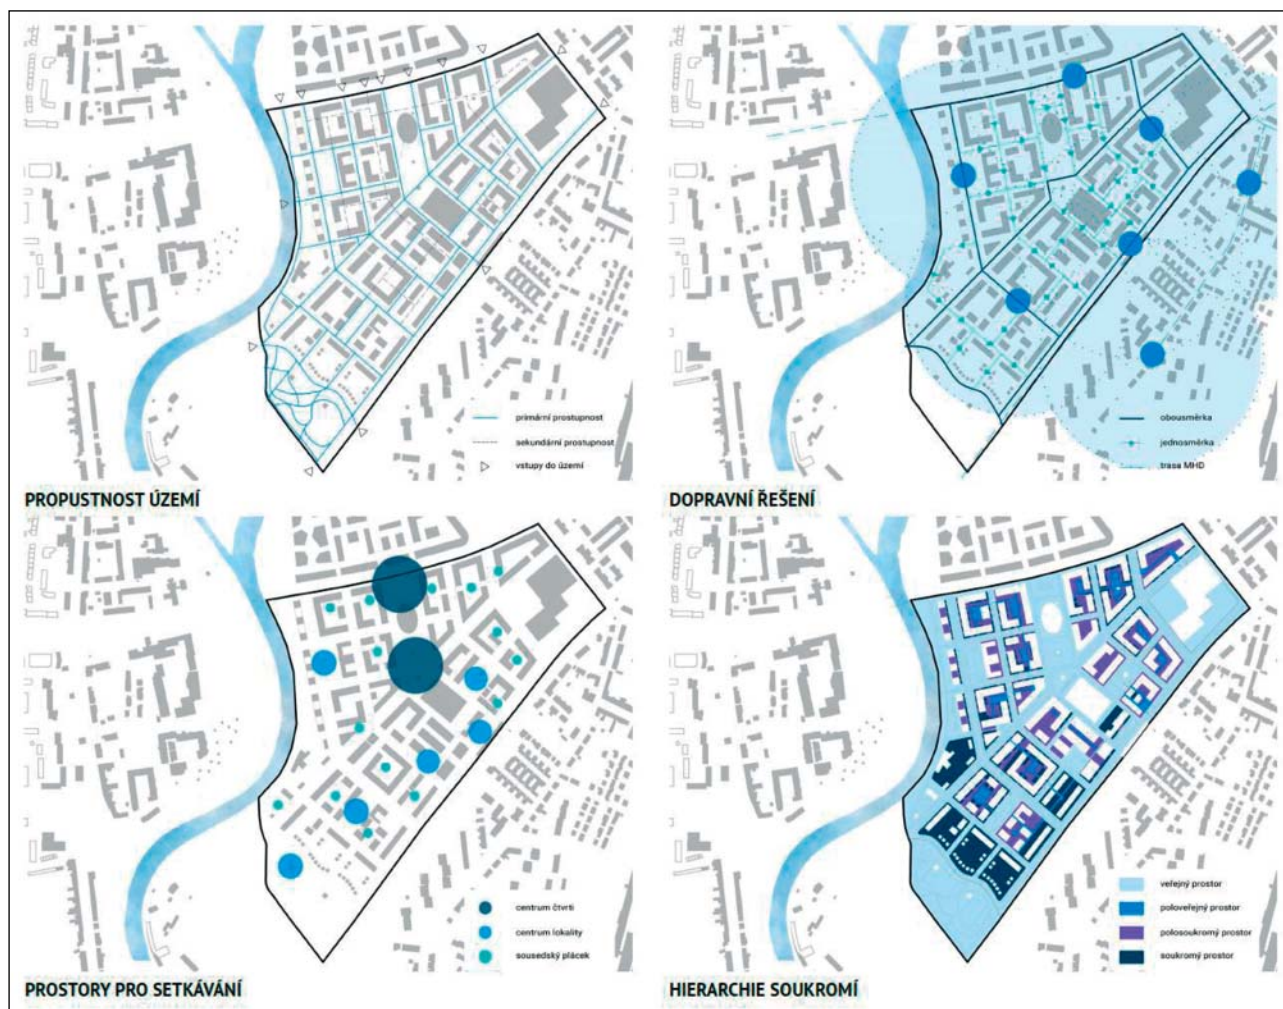 primární prostupnost
sekundární prostupnost
vstupy do území
PROPUSTNOST ÚZEMÍ
obousměrka
jednosměrka
trasa MHD
DOPRAVNÍ ŘEŠENÍ
centrum čtvrti
centrum lokality
sousedský plácek
PROSTORY PRO SETKÁVÁNÍ
veřejný prostor
poloveřejný prostor
polosoukromý prostor
soukromý prostor
HIERARCHIE SOUKROMÍ